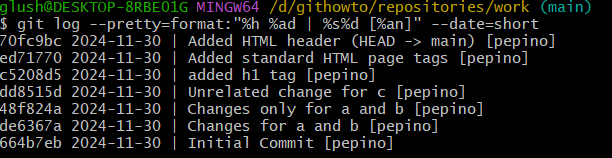 glush@DESKTOP-8RBE01G MINGW64 /d/githowto/repositories/work (main)
$ git log --pretty=format:"%h %ad | %s%d [%an]" --date=short
70fc9bc 2024-11-30 | Added HTML header (HEAD -> main) [pepino]
ed71770 2024-11-30 | Added standard HTML page tags [pepino]
c5208d5 2024-11-30 | added h1 tag [pepino]
dd8515d 2024-11-30 | Unrelated change for c [pepino]
48ff824a 2024-11-30 | Changes only for a and b [pepino]
de6367a 2024-11-30 | Changes for a and b [pepino]
664b7eb 2024-11-30 | Initial Commit [pepino]